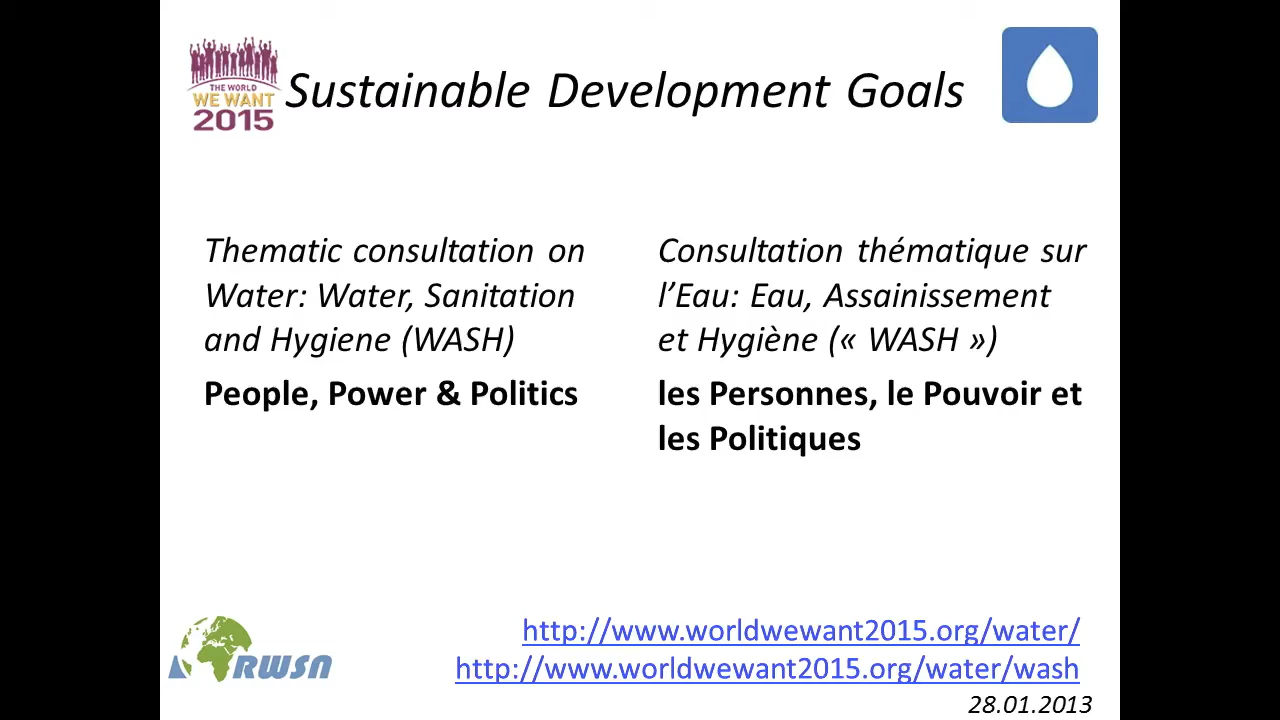 THE WORLD
WE WANT
2015
Sustainable Development Goals
Thematic consultation on
Water: Water, Sanitation
and Hygiene (WASH)
People, Power & Politics
Consultation thématique sur
l’Eau: Eau, Assainissement
et Hygiène (« WASH »)
les Personnes, le Pouvoir et
les Politiques
RWSN
http://www.worldwewant2015.org/water/
http://www.worldwewant2015.org/water/wash
28.01.2013